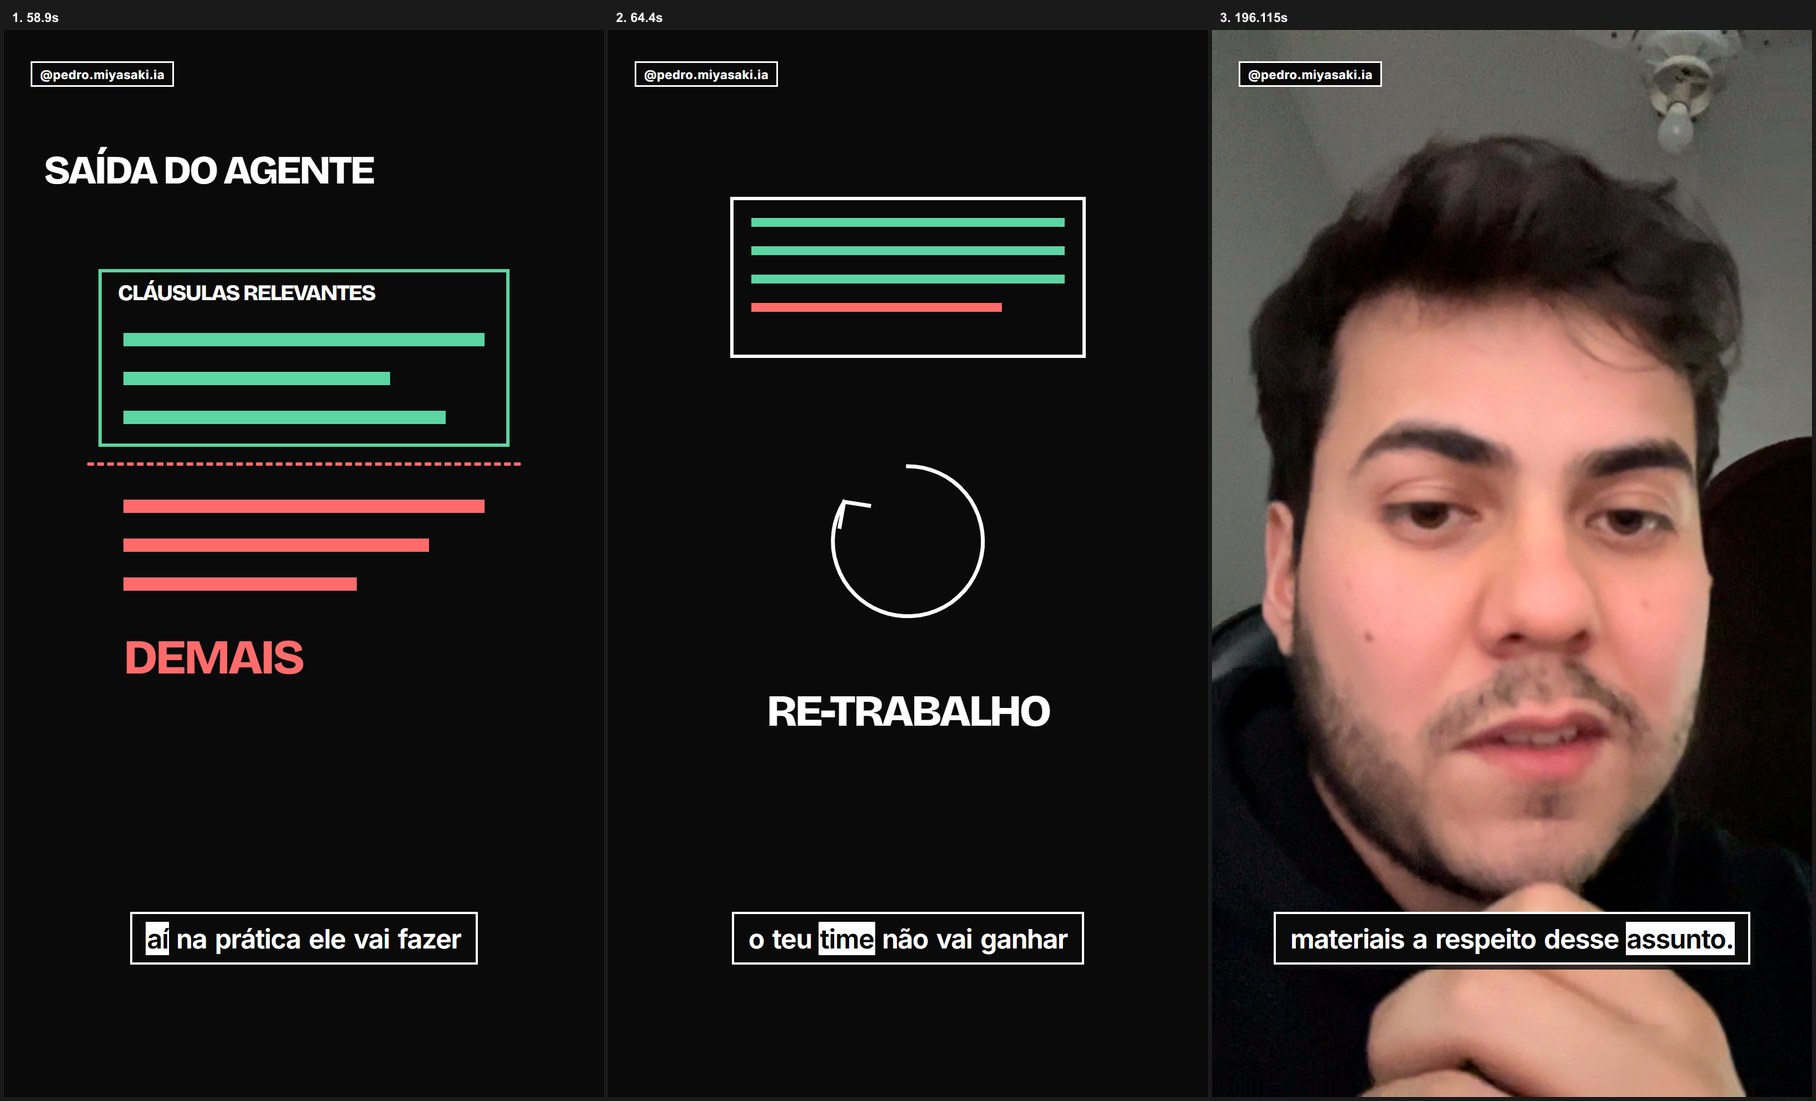 1. 58.9s
@pedro.miyasaki.ia
SAÍDA DO AGENTE
CLÁUSULAS RELEVANTES
DEMAIS
aí na prática ele vai fazer
2. 64.4s
@pedro.miyasaki.ia
RE-TRABALHO
o teu time não vai ganhar
3. 196.115s
@pedro.miyasaki.ia
materiais a respeito desse assunto.